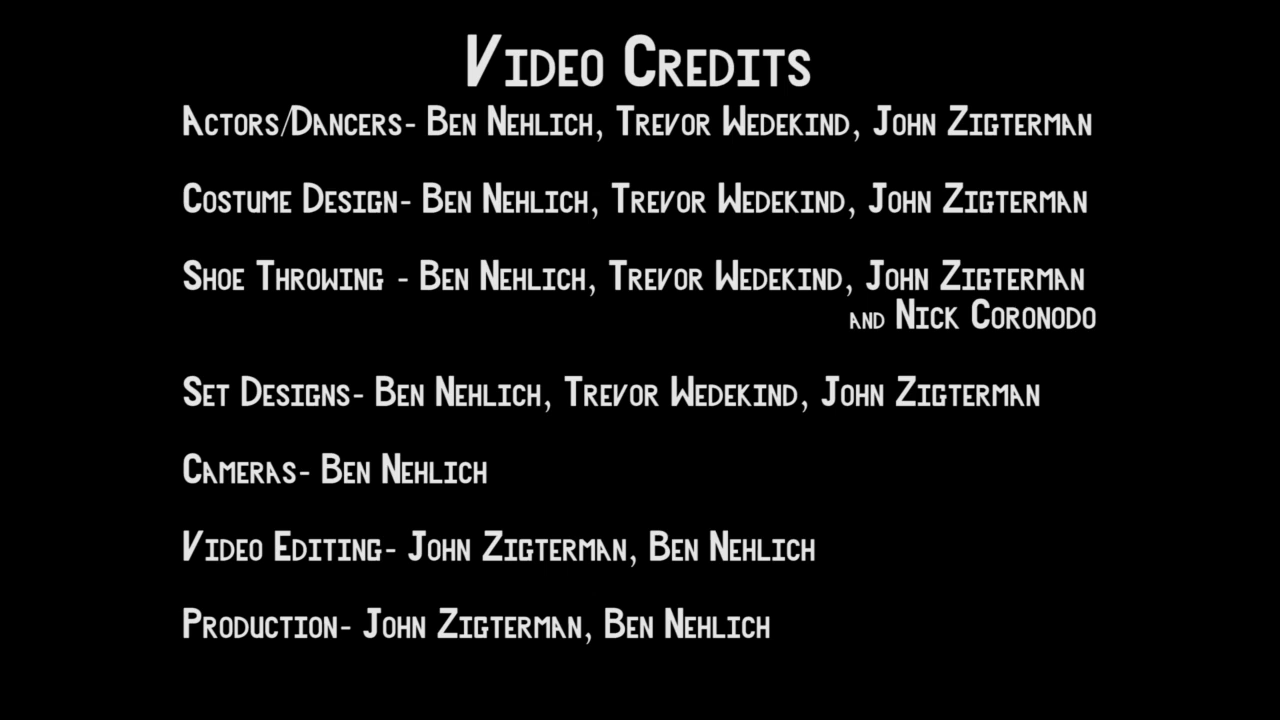 Video Credits
Actors/Dancers- Ben Nehlich, Trevor Wedekind, John Zigterman
Costume Design- Ben Nehlich, Trevor Wedekind, John Zigterman
Shoe Throwing - Ben Nehlich, Trevor Wedekind, John Zigterman
and Nick Coronodo
Set Designs- Ben Nehlich, Trevor Wedekind, John Zigterman
Cameras- Ben Nehlich
Video Editing- John Zigterman, Ben Nehlich
Production- John Zigterman, Ben Nehlich